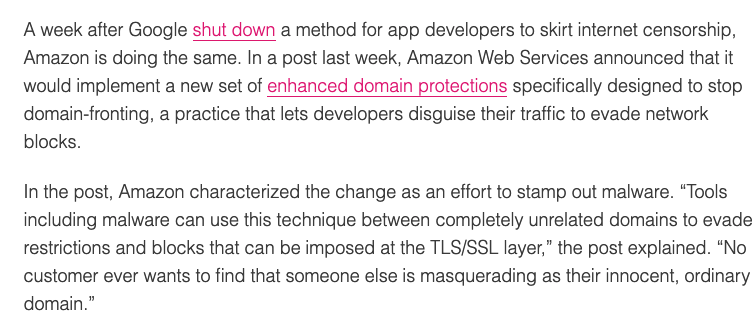 A week after Google shut down a method for app developers to skirt internet censorship,
Amazon is doing the same. In a post last week, Amazon Web Services announced that it
would implement a new set of enhanced domain protections specifically designed to stop
domain-fronting, a practice that lets developers disguise their traffic to evade network
blocks.
In the post, Amazon characterized the change as an effort to stamp out malware. “Tools
including malware can use this technique between completely unrelated domains to evade
restrictions and blocks that can be imposed at the TLS/SSL layer,” the post explained. “No
customer ever wants to find that someone else is masquerading as their innocent, ordinary
domain.”